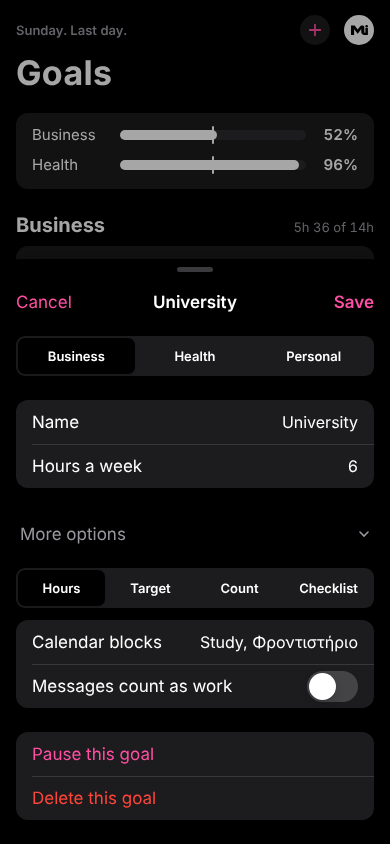 Sunday. Last day.
Mi
Goals
Business 52%
Health 96%
Business 5h 36 of 14h
Cancel University Save
Business Health Personal
Name University
Hours a week 6
More options
Hours Target Count Checklist
Calendar blocks Study, Φροντιστήριο
Messages count as work
Pause this goal
Delete this goal